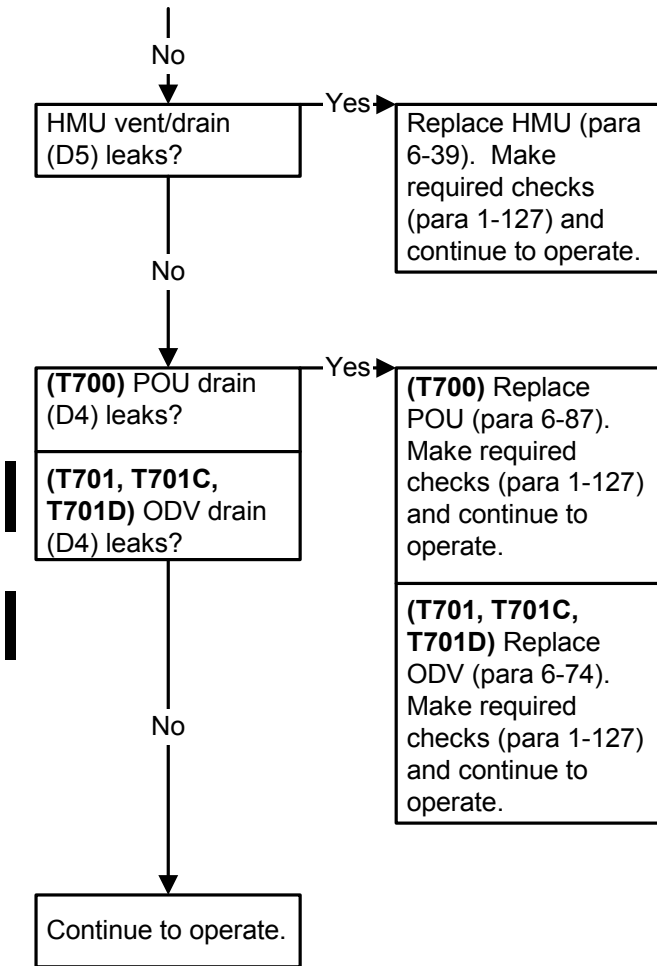 No
HMU vent/drain
(D5) leaks?
Yes
Replace HMU (para
6-39). Make
required checks
(para 1-127) and
continue to operate.
No
(T700) POU drain
(D4) leaks?
(T701, T701C,
T701D) ODV drain
(D4) leaks?
Yes
(T700) Replace
POU (para 6-87).
Make required
checks (para 1-127)
and continue to
operate.
(T701, T701C,
T701D) Replace
ODV (para 6-74).
Make required
checks (para 1-127)
and continue to
operate.
No
Continue to operate.